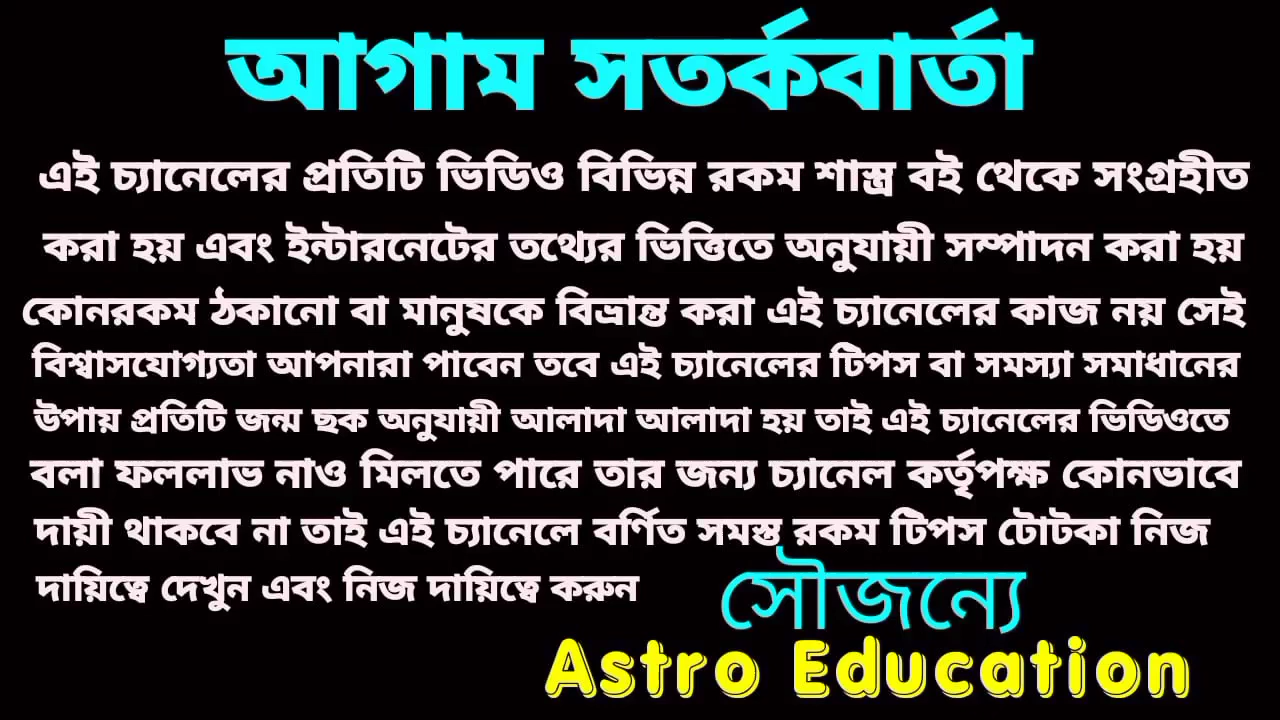 আগাম সতর্কবার্তা
এই চ্যানেলের প্রতিটি ভিডিও বিভিন্ন রকম শাস্ত্র বই থেকে সংগ্রহীত
করা হয় এবং ইন্টারনেটের তথ্যের ভিত্তিতে অনুযায়ী সম্পাদন করা হয়
কোনরকম ঠকানো বা মানুষকে বিভ্রান্ত করা এই চ্যানেলের কাজ নয় সেই
বিশ্বাসযোগ্যতা আপনারা পাবেন তবে এই চ্যানেলের টিপস বা সমস্যা সমাধানের
উপায় প্রতিটি জন্ম ছক অনুযায়ী আলাদা আলাদা হয় তাই এই চ্যানেলের ভিডিওতে
বলা ফললাভ নাও মিলতে পারে তার জন্য চ্যানেল কর্তৃপক্ষ কোনভাবে
দায়ী থাকবে না তাই এই চ্যানেলে বর্ণিত সমস্ত রকম টিপস টোটকা নিজ
দায়িত্বে দেখুন এবং নিজ দায়িত্বে করুন
সৌজন্যে
Astro Education